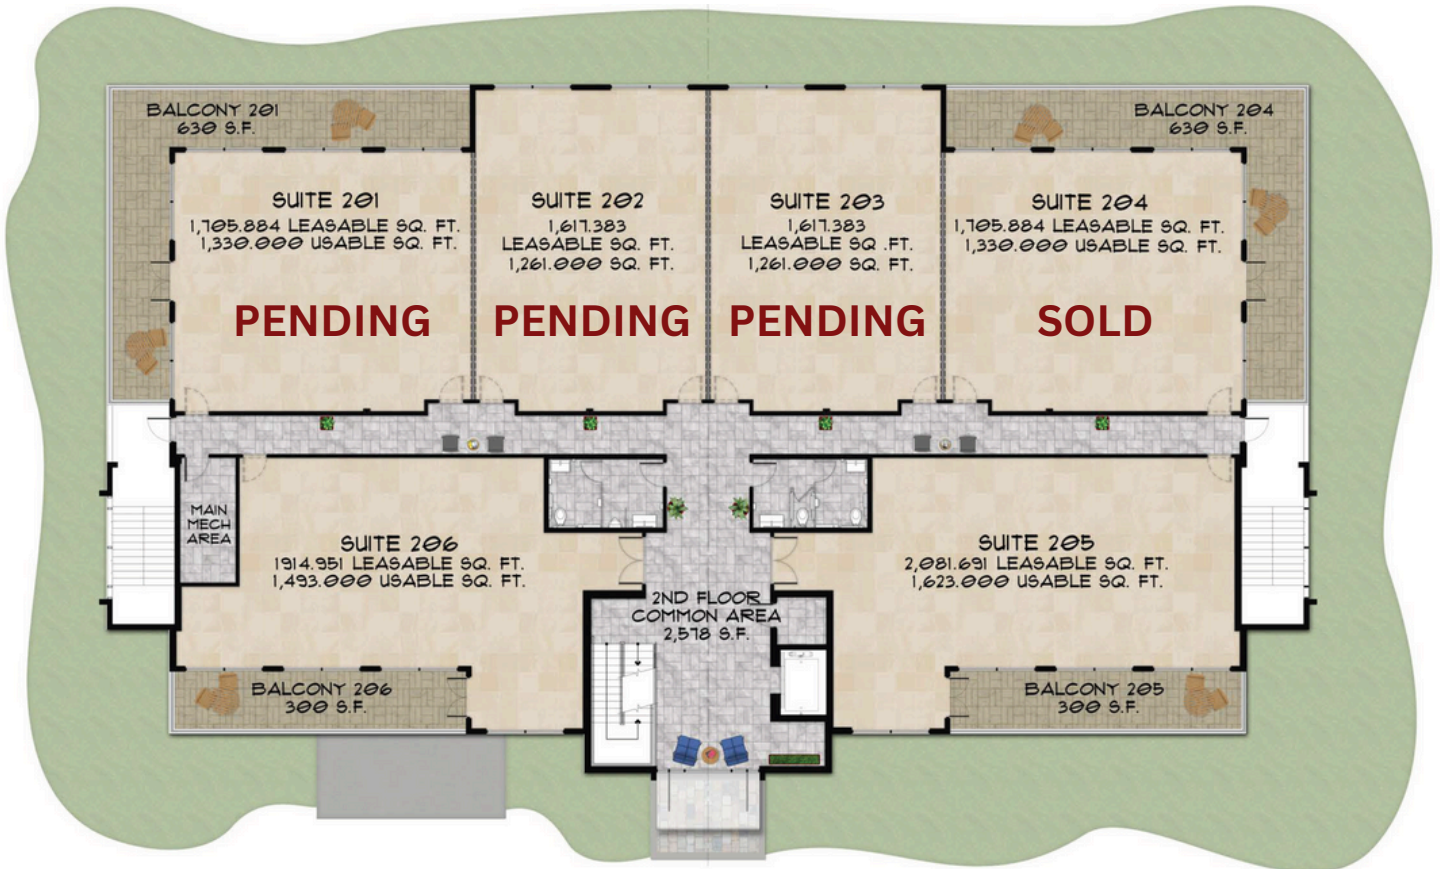 BALCONY 201
630 S.F.
BALCONY 204
630 S.F.
SUITE 201
1,705.884 LEASABLE SQ. FT.
1,330.000 USABLE SQ. FT.
PENDING
SUITE 202
1,617.383
LEASABLE SQ. FT.
1,261.000 SQ. FT.
PENDING
SUITE 203
1,617.383
LEASABLE SQ .FT.
1,261.000 SQ. FT.
PENDING
SUITE 204
1,705.884 LEASABLE SQ. FT.
1,330.000 USABLE SQ. FT.
SOLD
MAIN
MECH
AREA
SUITE 206
1914.951 LEASABLE SQ. FT.
1,493.000 USABLE SQ. FT.
SUITE 205
2,081.691 LEASABLE SQ. FT.
1,623.000 USABLE SQ. FT.
2ND FLOOR
COMMON AREA
2,578 S.F.
BALCONY 206
300 S.F.
BALCONY 205
300 S.F.